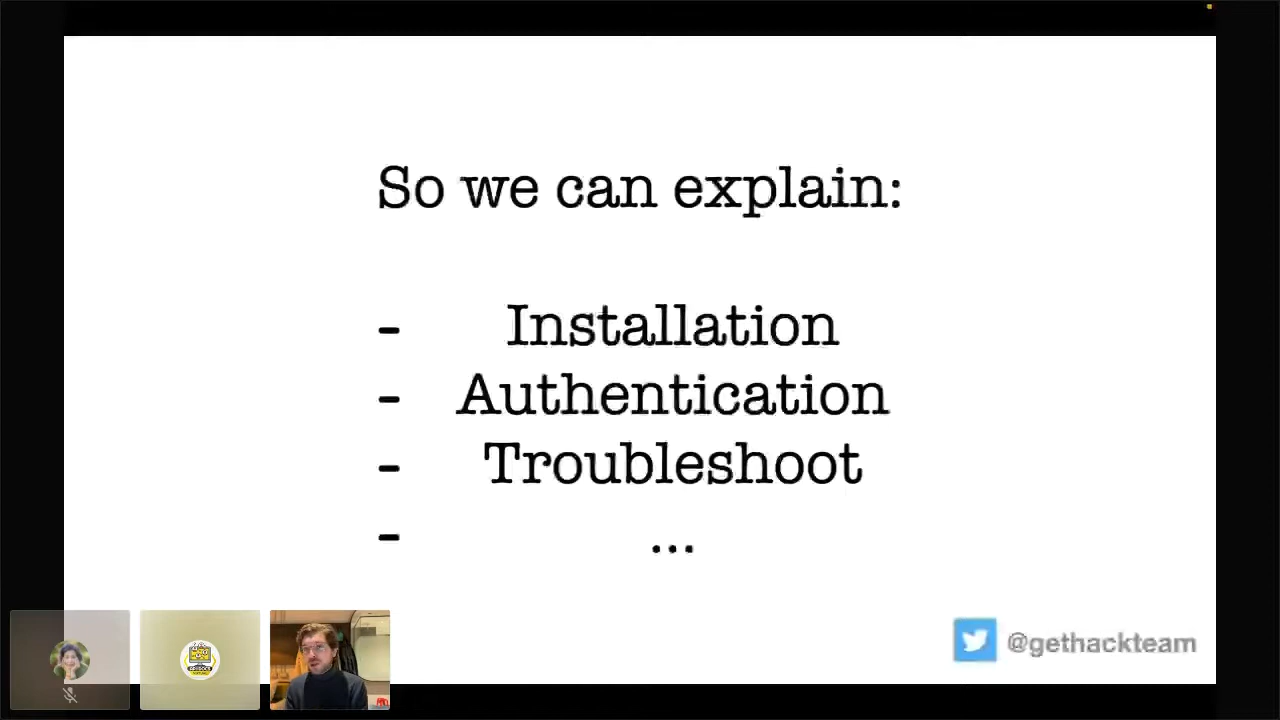 So we can explain:
- Installation
- Authentication
- Troubleshoot
- ...
@gethackteam